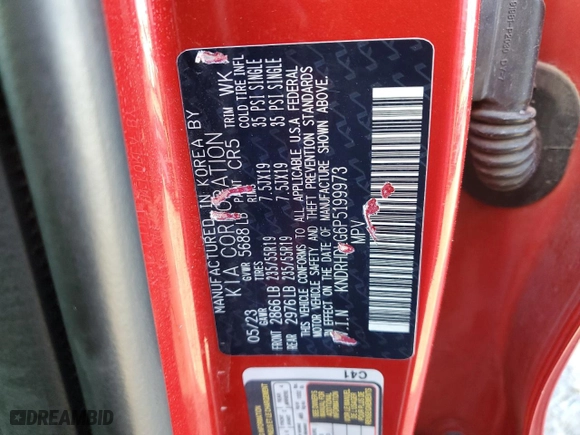 MANUFACTURED IN KOREA BY
KIA CORPORATION
GVWR 5688 LB PAINT CR5 TRIM WK
05/23 GAWR TIRES RIMS COLD TIRE INFL
FRONT 2866 LB 235/55R19 7.5JX19 35 PSI SINGLE
REAR 2976 LB 235/55R19 7.5JX19 35 PSI SINGLE
THIS VEHICLE CONFORMS TO ALL APPLICABLE U.S.A FEDERAL
MOTOR VEHICLE SAFETY AND THEFT PREVENTION STANDARDS
IN EFFECT ON THE DATE OF MANUFACTURE SHOWN ABOVE.
V.I.N G6P5199973
MPV
C41
DREAMBID